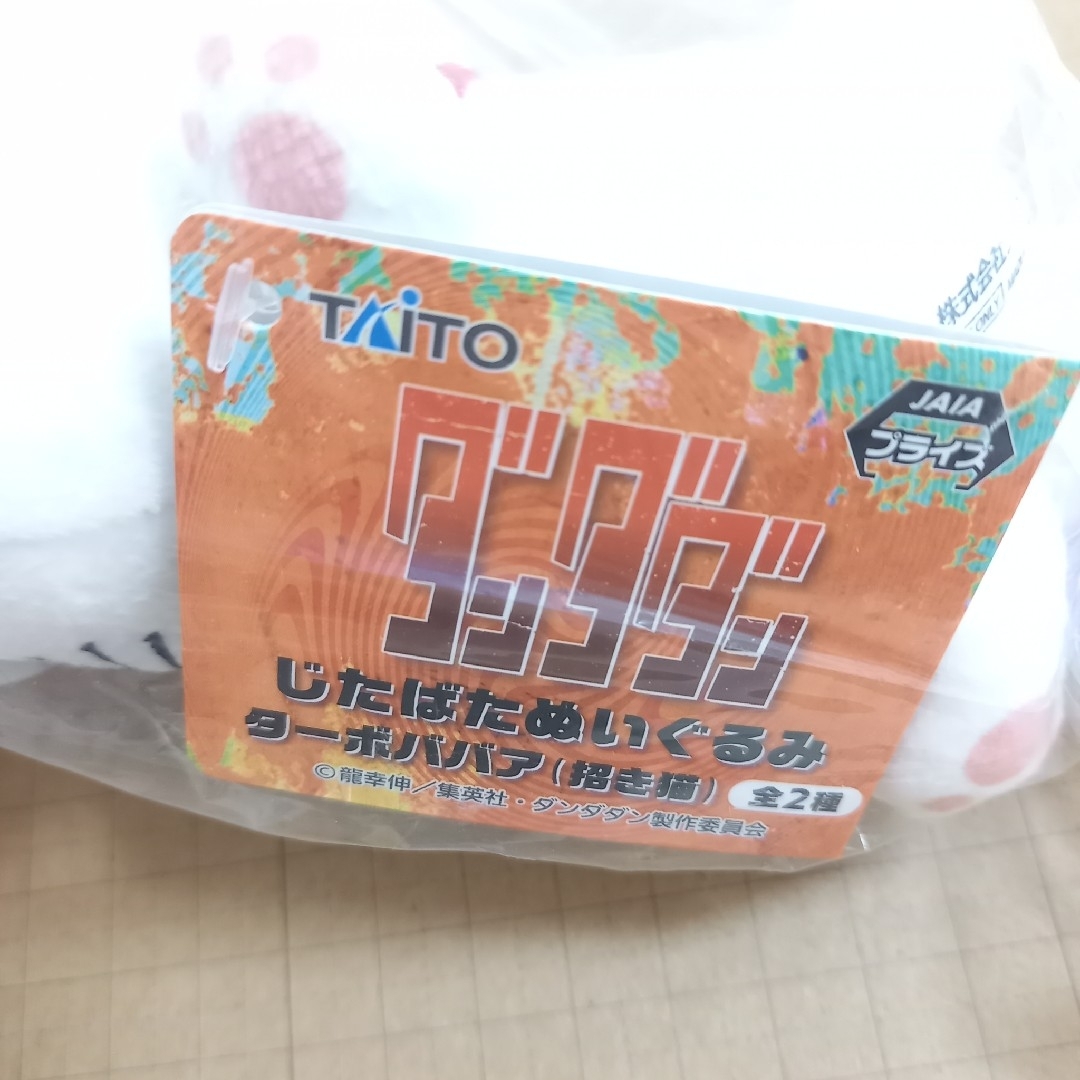 TAITO
JAIA
プライズ
ダンダダン
じたばたぬいぐるみ
ターボババア(招き猫)
全2種
©龍幸伸/集英社・ダンダダン製作委員会
株式会社
ONLY